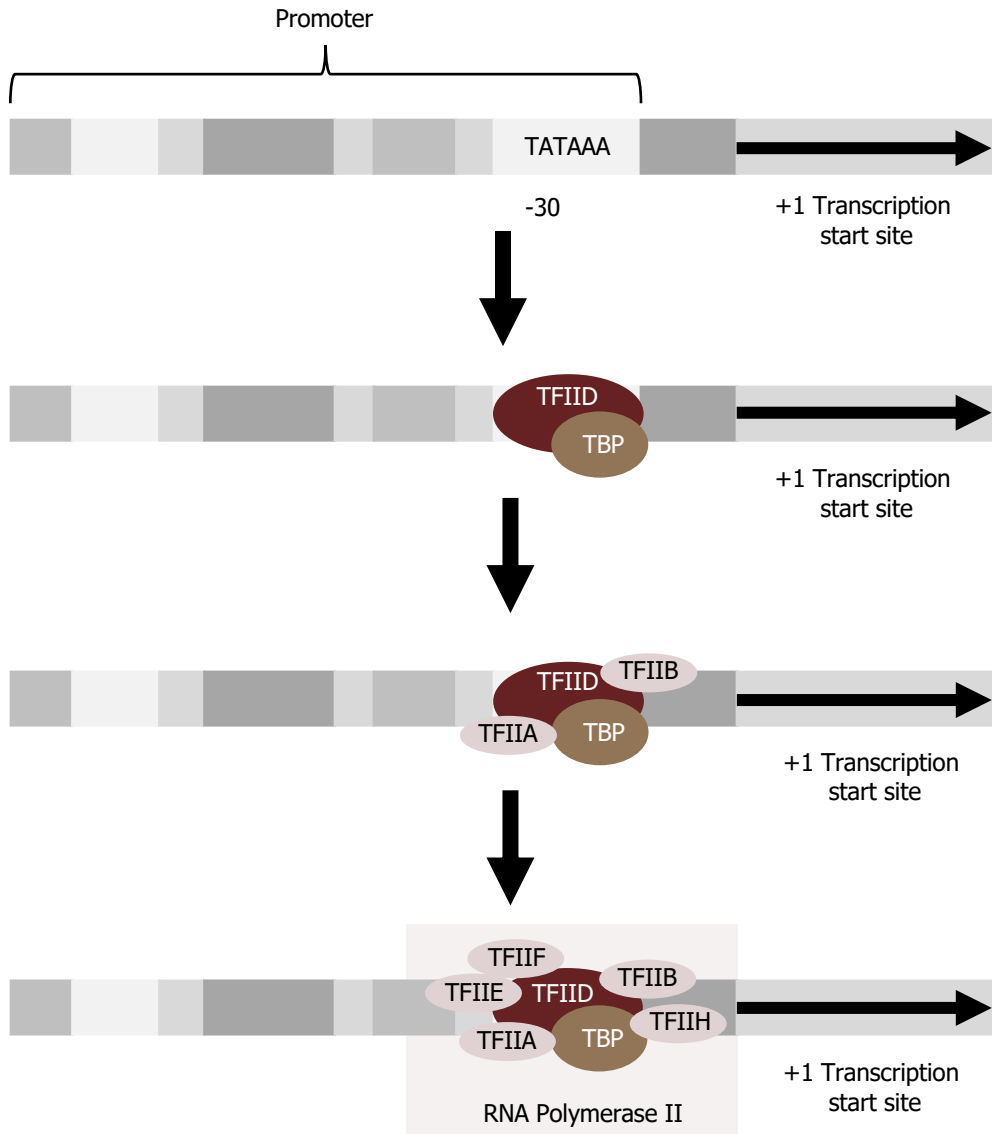 Promoter
TATAAA
-30
+1 Transcription
start site
TFIID
TBP
+1 Transcription
start site
TFIIB
TFIID
TFIIA
TBP
+1 Transcription
start site
TFIIF
TFIIB
TFIIE
TFIID
TFIIH
TFIIA
TBP
+1 Transcription
start site
RNA Polymerase II